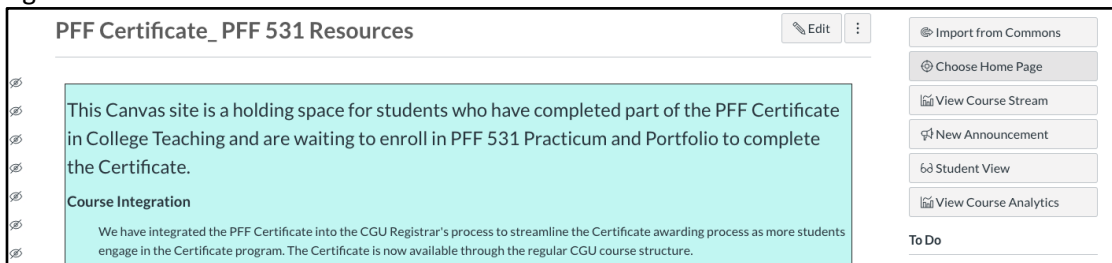 PFF Certificate_ PFF 531 Resources
Edit
This Canvas site is a holding space for students who have completed part of the PFF Certificate
in College Teaching and are waiting to enroll in PFF 531 Practicum and Portfolio to complete
the Certificate.
Course Integration
We have integrated the PFF Certificate into the CGU Registrar's process to streamline the Certificate awarding process as more students
engage in the Certificate program. The Certificate is now available through the regular CGU course structure.
Import from Commons
Choose Home Page
View Course Stream
New Announcement
Student View
View Course Analytics
To Do